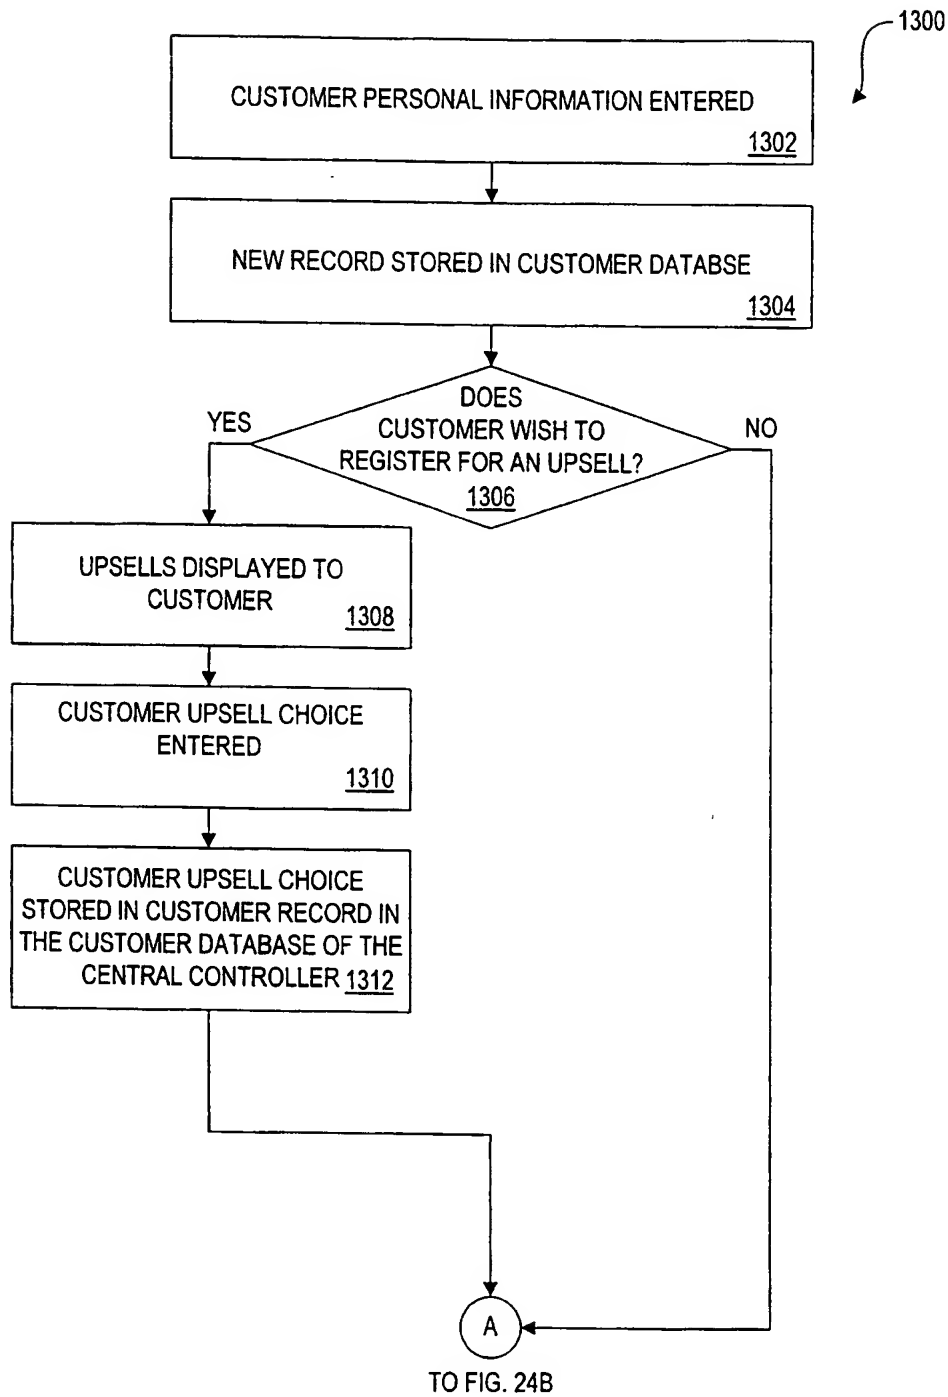 1300
CUSTOMER PERSONAL INFORMATION ENTERED
1302
NEW RECORD STORED IN CUSTOMER DATABSE
1304
DOES
CUSTOMER WISH TO
REGISTER FOR AN UPSELL?
1306
YES
NO
UPSELLS DISPLAYED TO
CUSTOMER
1308
CUSTOMER UPSELL CHOICE
ENTERED
1310
CUSTOMER UPSELL CHOICE
STORED IN CUSTOMER RECORD IN
THE CUSTOMER DATABASE OF THE
CENTRAL CONTROLLER 1312
A
TO FIG. 24B